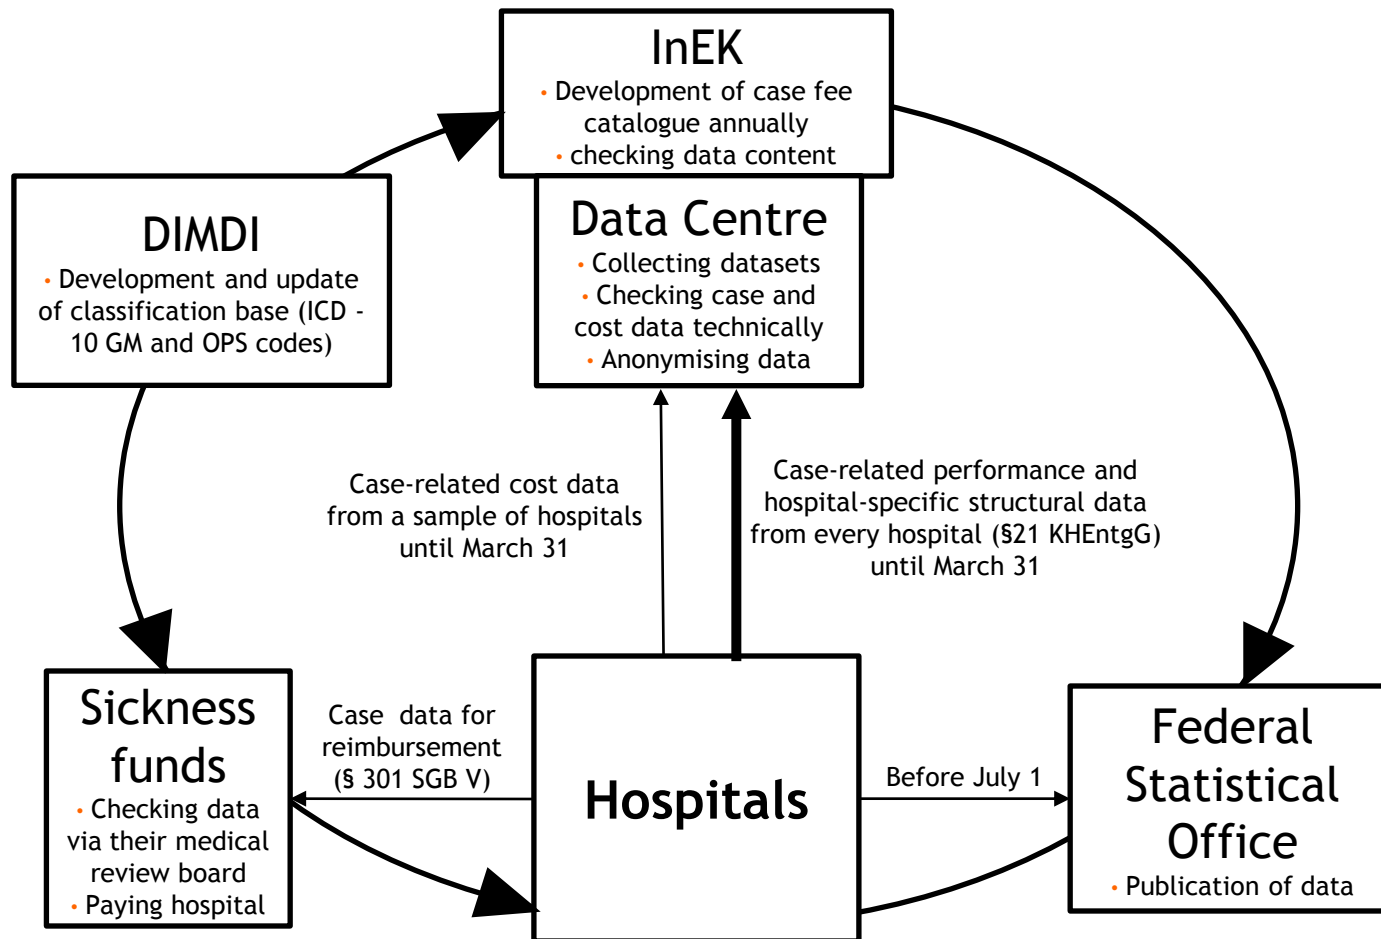 InEK
• Development of case fee
catalogue annually
• checking data content
DIMDI
• Development and update
of classification base (ICD -
10 GM and OPS codes)
Data Centre
• Collecting datasets
• Checking case and
cost data technically
• Anonymising data
Case-related cost data
from a sample of hospitals
until March 31
Case-related performance and
hospital-specific structural data
from every hospital (§21 KHEntgG)
until March 31
Sickness
funds
• Checking data
via their medical
review board
• Paying hospital
Case data for
reimbursement
(§ 301 SGB V)
Hospitals
Before July 1
Federal
Statistical
Office
• Publication of data